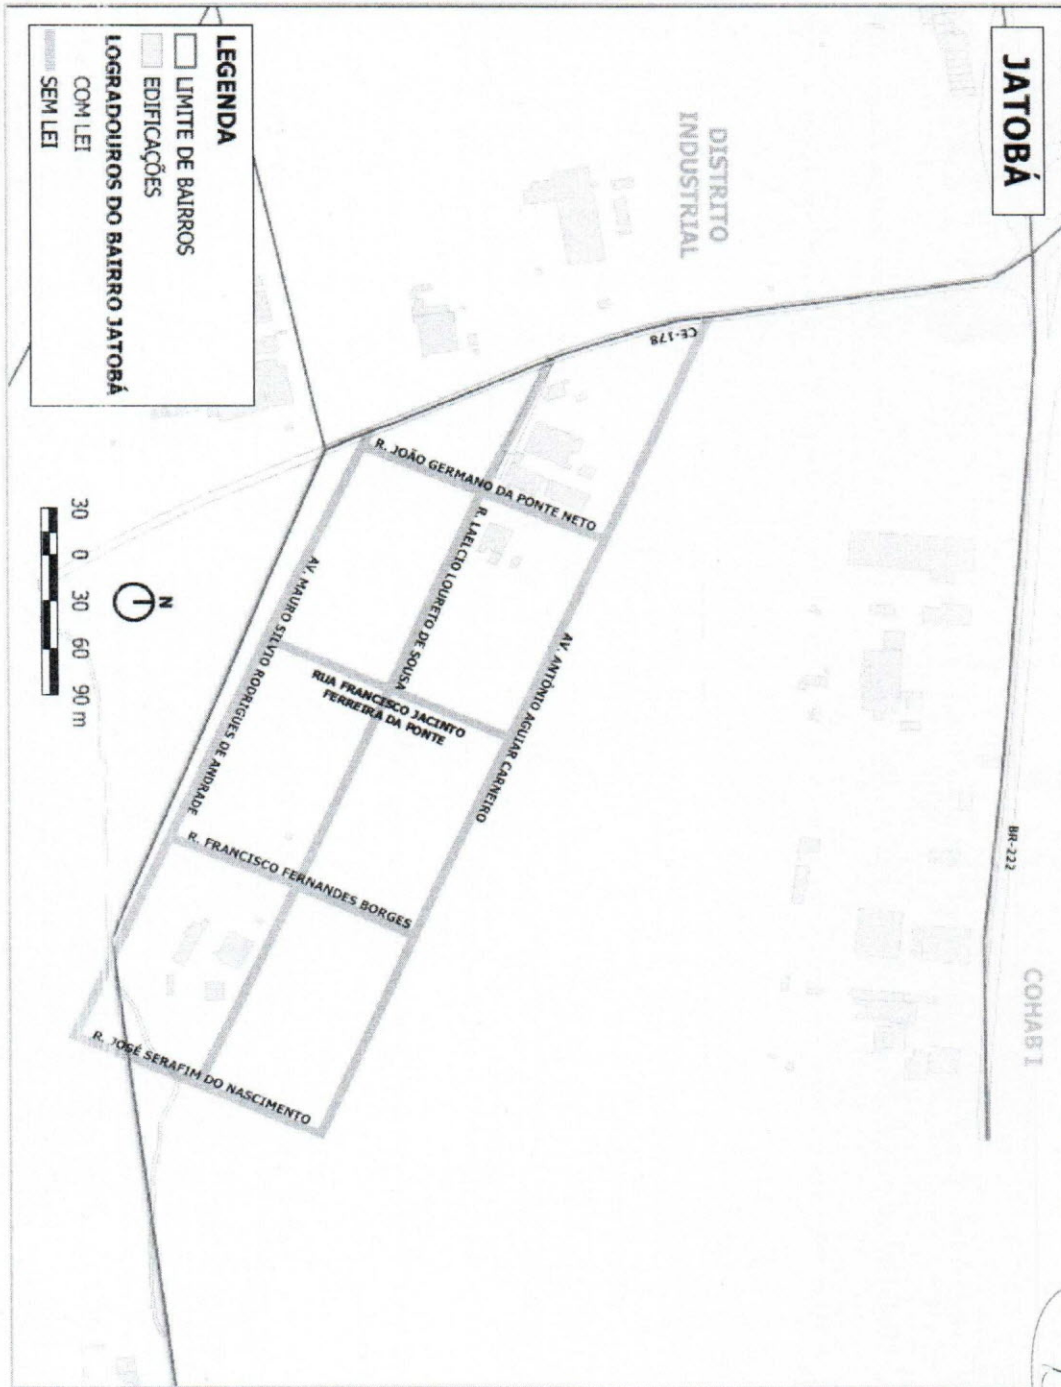 JATOBÁ
DISTRITO
INDUSTRIAL
COHAB I
BR-222
CE-178
R. JOÃO GERMANO DA PONTE NETO
R. LAELCIO LOURETO DE SOUSA
AV. ANTÔNIO AGUIAR CARNEIRO
AV. MAURO SILVIO RODRIGUES DE ANDRADE
RUA FRANCISCO JACINTO
FERREIRA DA PONTE
R. FRANCISCO FERNANDES BORGES
R. JOSÉ SERAFIM DO NASCIMENTO
LEGENDA
LIMITE DE BAIRROS
EDIFICAÇÕES
LOGRADOUROS DO BAIRRO JATOBÁ
COM LEI
SEM LEI
N
30 0 30 60 90 m